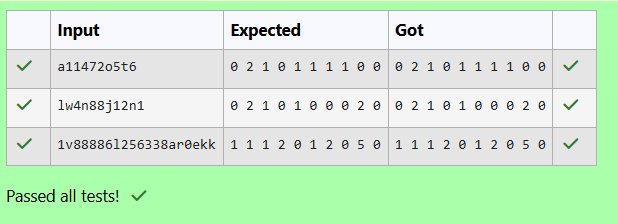 Input Expected Got
a11472o5t6 0 2 1 0 1 1 1 1 0 0 0 2 1 0 1 1 1 1 0 0
lw4n88j12n1 0 2 1 0 1 0 0 0 2 0 0 2 1 0 1 0 0 0 2 0
1v88886l256338ar0ekk 1 1 1 2 0 1 2 0 5 0 1 1 1 2 0 1 2 0 5 0
Passed all tests!